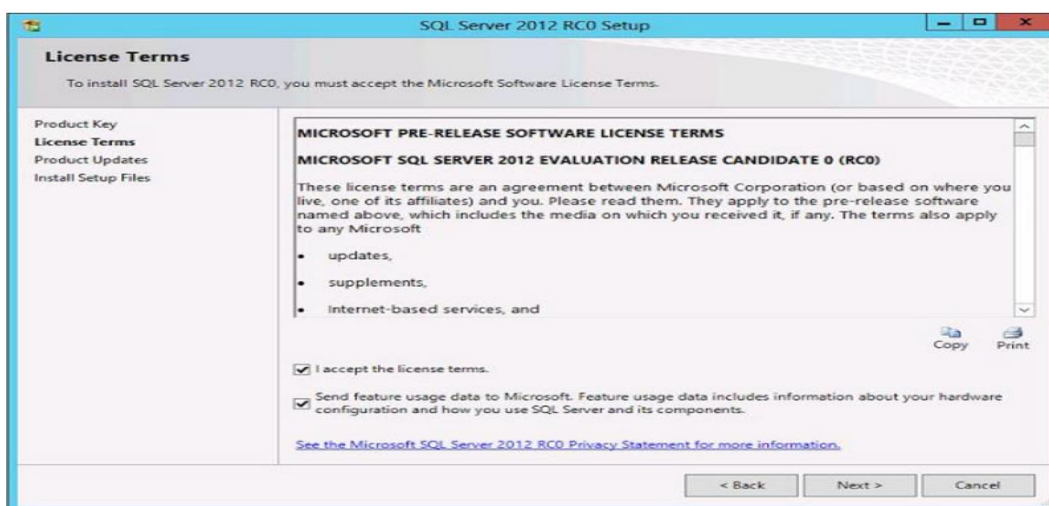 SQL Server 2012 RC0 Setup
License Terms
To install SQL Server 2012 RC0, you must accept the Microsoft Software License Terms.
Product Key
License Terms
Product Updates
Install Setup Files
MICROSOFT PRE-RELEASE SOFTWARE LICENSE TERMS
MICROSOFT SQL SERVER 2012 EVALUATION RELEASE CANDIDATE 0 (RC0)
These license terms are an agreement between Microsoft Corporation (or based on where you
live, one of its affiliates) and you. Please read them. They apply to the pre-release software
named above, which includes the media on which you received it, if any. The terms also apply
to any Microsoft
• updates,
• supplements,
• Internet-based services, and
Copy Print
I accept the license terms.
Send feature usage data to Microsoft. Feature usage data includes information about your hardware
configuration and how you use SQL Server and its components.
See the Microsoft SQL Server 2012 RC0 Privacy Statement for more information.
< Back Next > Cancel